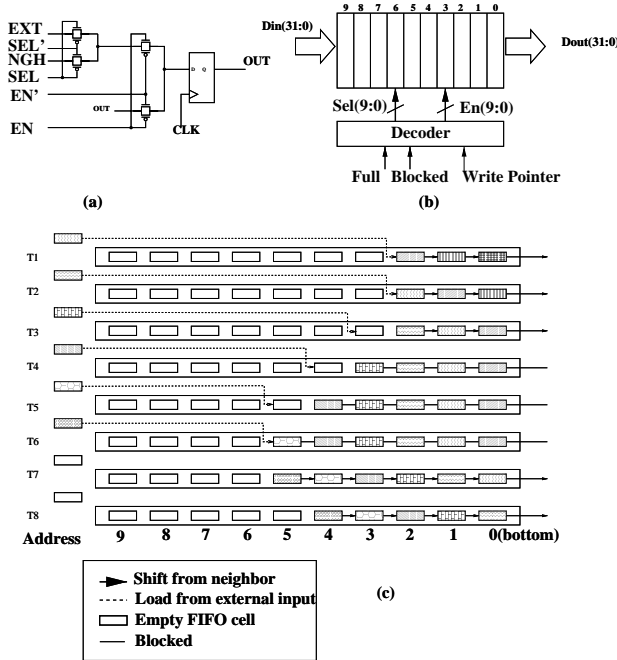 EXT
SEL'
NGH
SEL
EN'
EN
OUT
D Q
CLK
OUT
(a)
9 8 7 6 5 4 3 2 1 0
Din(31:0)
Dout(31:0)
Sel(9:0)
En(9:0)
Decoder
Full Blocked Write Pointer
(b)
T1
T2
T3
T4
T5
T6
T7
T8
Address 9 8 7 6 5 4 3 2 1 0(bottom)
Shift from neighbor
Load from external input
Empty FIFO cell
Blocked
(c)